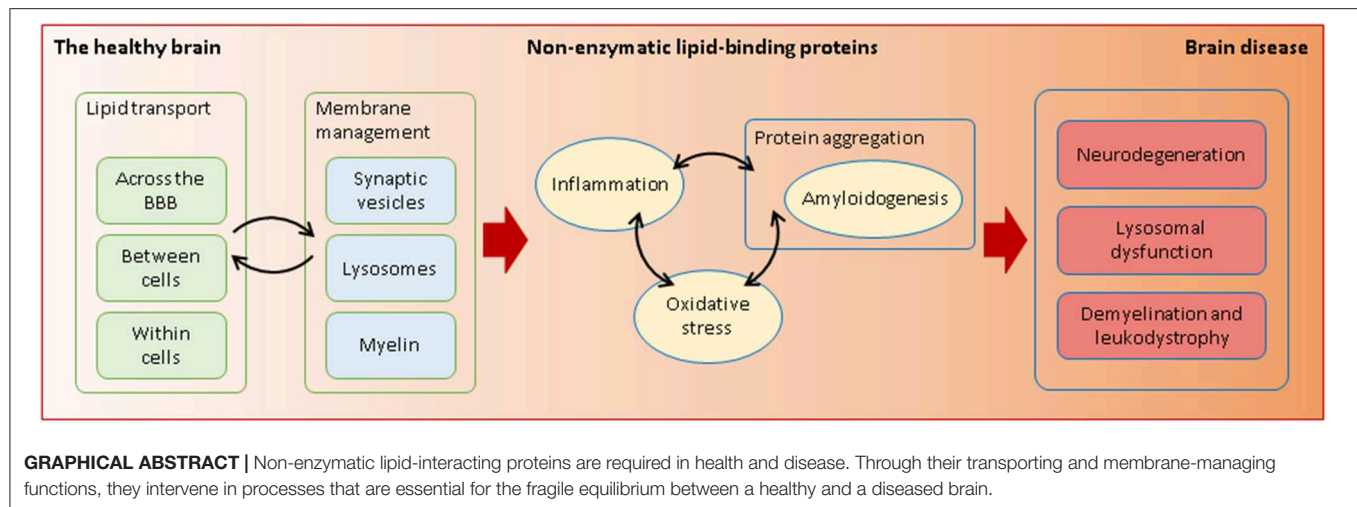 The healthy brain
Non-enzymatic lipid-binding proteins
Brain disease
Lipid transport
Across the
BBB
Between
cells
Within
cells
Membrane
management
Synaptic
vesicles
Lysosomes
Myelin
Inflammation
Protein aggregation
Amyloidogenesis
Oxidative
stress
Neurodegeneration
Lysosomal
dysfunction
Demyelination and
leukodystrophy
GRAPHICAL ABSTRACT | Non-enzymatic lipid-interacting proteins are required in health and disease. Through their transporting and membrane-managing
functions, they intervene in processes that are essential for the fragile equilibrium between a healthy and a diseased brain.